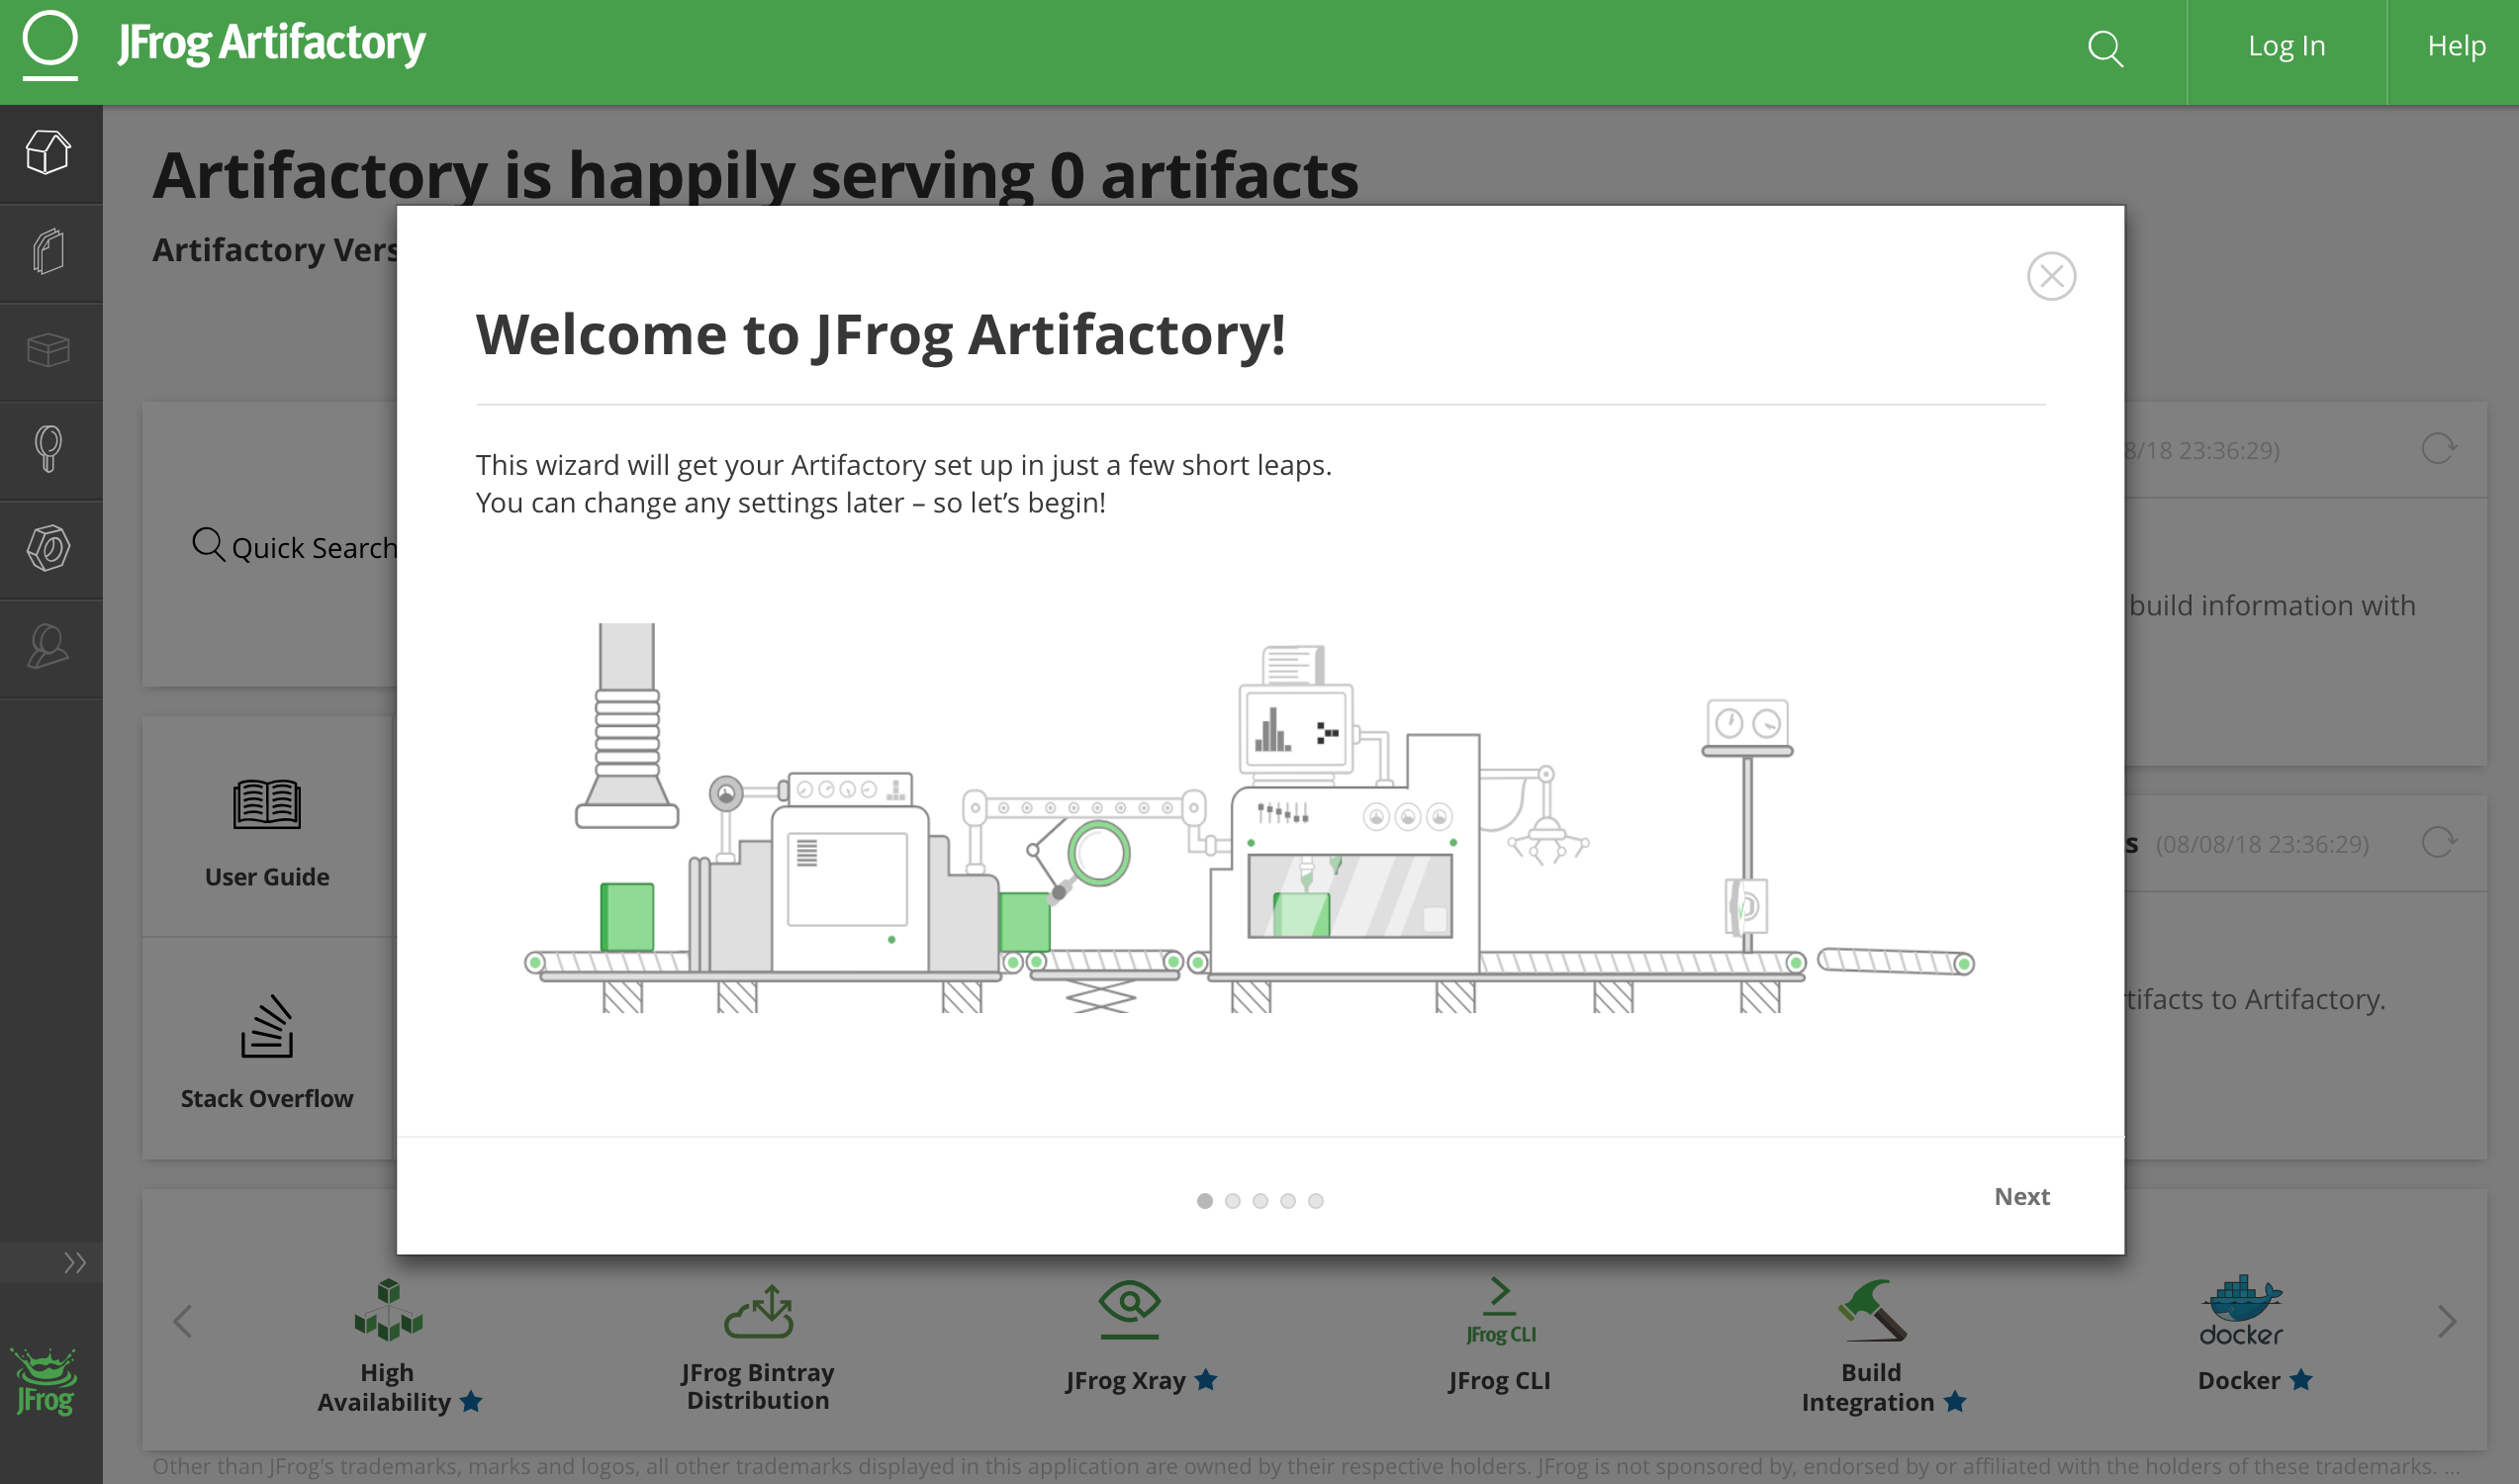 JFrog Artifactory
Log In
Help
Artifactory is happily serving 0 artifacts
Artifactory Vers
Welcome to JFrog Artifactory!
This wizard will get your Artifactory set up in just a few short leaps.
You can change any settings later – so let's begin!
8/18 23:36:29)
Quick Search
build information with
User Guide
s (08/08/18 23:36:29)
tifacts to Artifactory.
Stack Overflow
Next
JFrog CLI
docker
High
Availability
JFrog Bintray
Distribution
JFrog Xray
JFrog CLI
Build
Integration
Docker
JFrog
Other than JFrog's trademarks, marks and logos, all other trademarks displayed in this application are owned by their respective holders. JFrog is not sponsored by, endorsed by or affiliated with the holders of these trademarks. ...